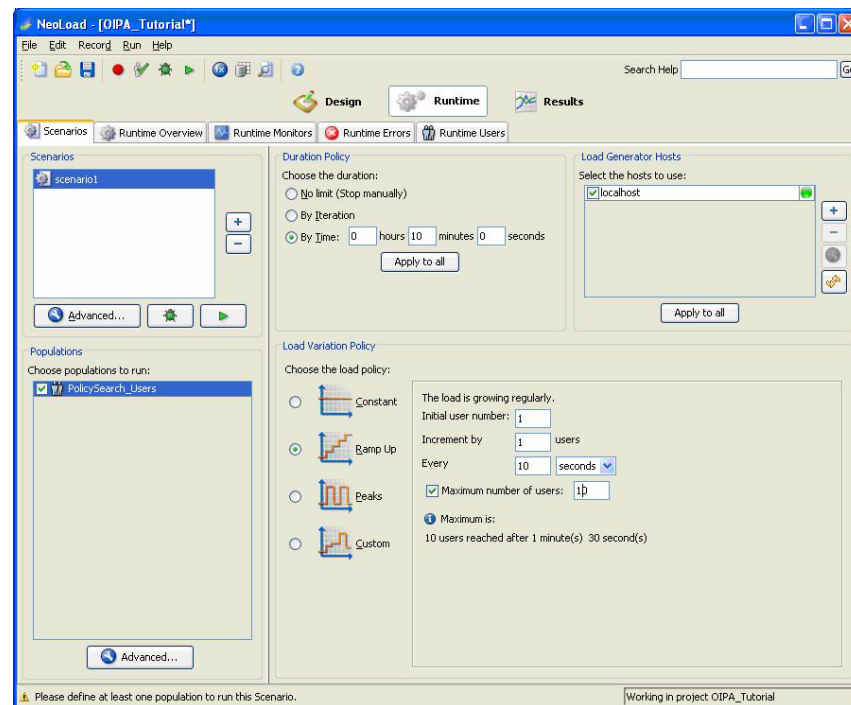 NeoLoad - [OIPA_Tutorial*]
File Edit Record Run Help
Search Help
Design Runtime Results
Scenarios Runtime Overview Runtime Monitors Runtime Errors Runtime Users
Scenarios
scenario1
Advanced...
Populations
Choose populations to run:
PolicySearch_Users
Advanced...
Duration Policy
Choose the duration:
No limit (Stop manually)
By Iteration
By Time: 0 hours 10 minutes 0 seconds
Apply to all
Load Generator Hosts
Select the hosts to use:
localhost
Apply to all
Load Variation Policy
Choose the load policy:
Constant
Ramp Up
Peaks
Custom
The load is growing regularly.
Initial user number: 1
Increment by 1 users
Every 10 seconds
Maximum number of users: 10
Maximum is:
10 users reached after 1 minute(s) 30 second(s)
Please define at least one population to run this Scenario.
Working in project OIPA_Tutorial